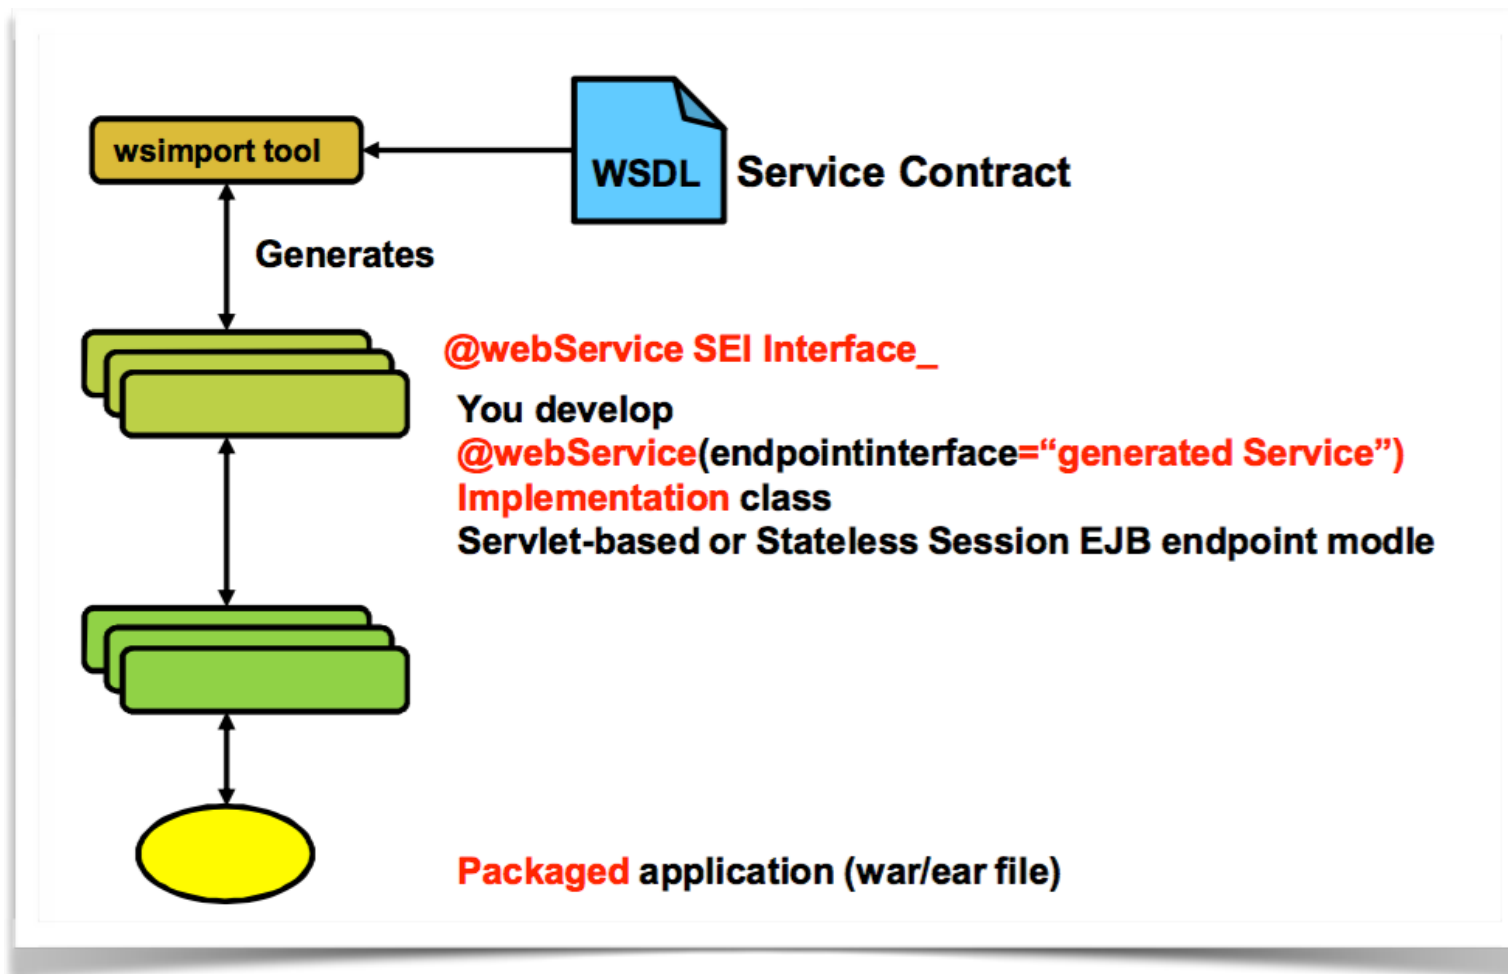 wsimport tool
WSDL
Service Contract
Generates
@webService SEI Interface_
You develop
@webService(endpointinterface=“generated Service”)
Implementation class
Servlet-based or Stateless Session EJB endpoint modle
Packaged application (war/ear file)